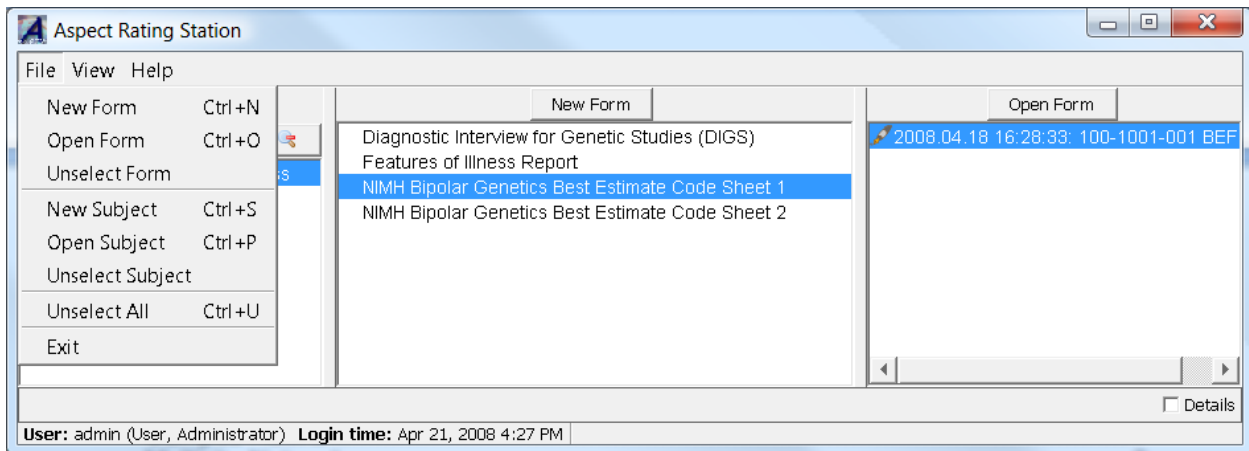 Aspect Rating Station
File View Help
New Form Ctrl+N
Open Form Ctrl+O
Unselect Form
New Subject Ctrl+S
Open Subject Ctrl+P
Unselect Subject
Unselect All Ctrl+U
Exit
New Form
Diagnostic Interview for Genetic Studies (DIGS)
Features of Illness Report
NIMH Bipolar Genetics Best Estimate Code Sheet 1
NIMH Bipolar Genetics Best Estimate Code Sheet 2
Open Form
2008.04.18 16:28:33: 100-1001-001 BEF
Details
User: admin (User, Administrator) Login time: Apr 21, 2008 4:27 PM